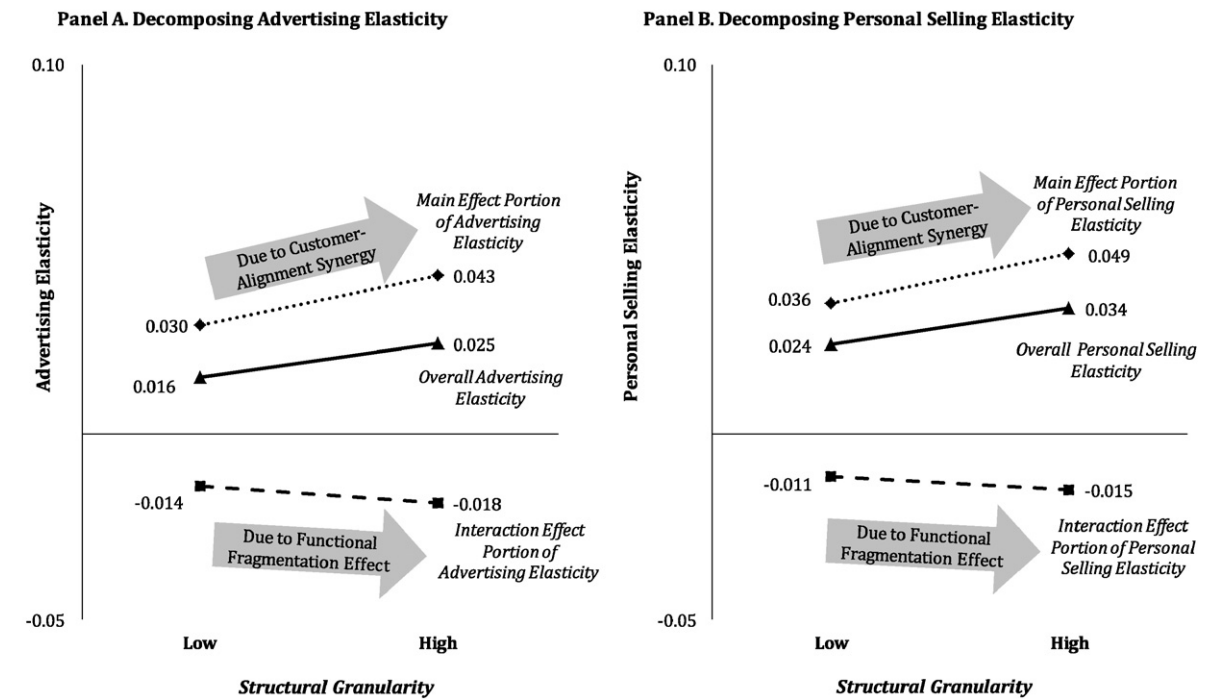 Panel A. Decomposing Advertising Elasticity
0.10
Advertising Elasticity
Main Effect Portion
of Advertising
Elasticity
Due to Customer-
Alignment Synergy
0.043
0.030
0.025
0.016
Overall Advertising
Elasticity
-0.014
-0.018
Due to Functional
Fragmentation Effect
Interaction Effect
Portion of
Advertising Elasticity
-0.05
Low
High
Structural Granularity
Panel B. Decomposing Personal Selling Elasticity
0.10
Personal Selling Elasticity
Main Effect Portion
of Personal Selling
Elasticity
Due to Customer-
Alignment Synergy
0.049
0.036
0.034
0.024
Overall Personal Selling
Elasticity
-0.011
-0.015
Due to Functional
Fragmentation Effect
Interaction Effect
Portion of Personal
Selling Elasticity
Low
High
Structural Granularity